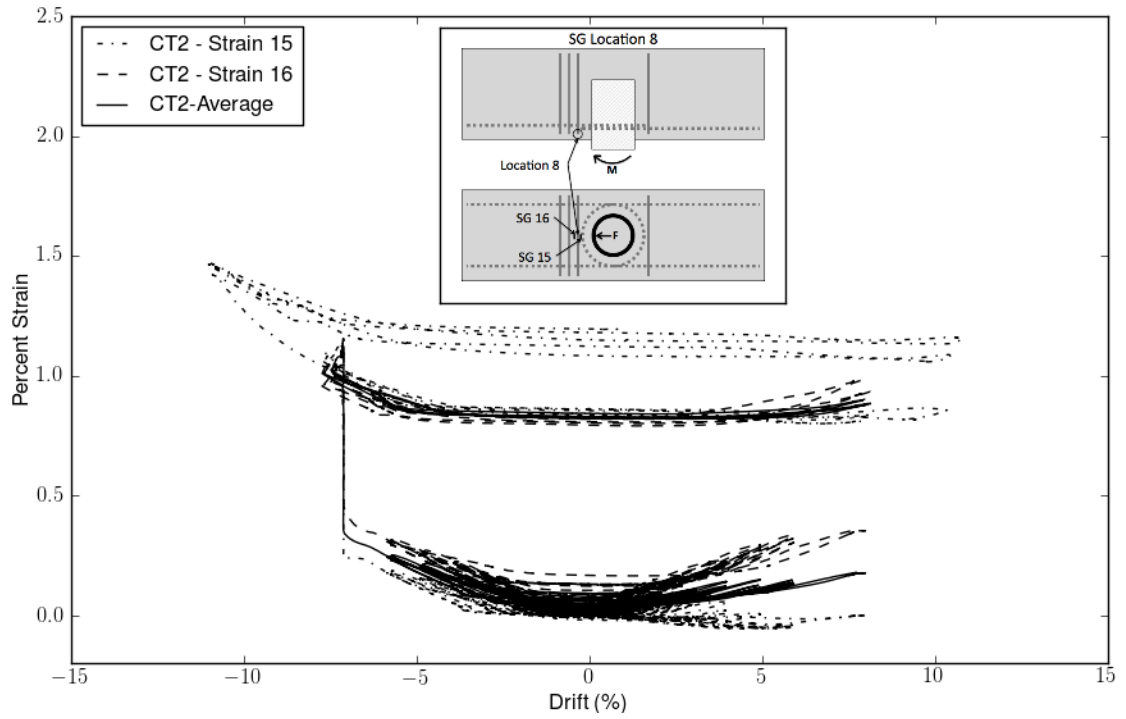 2.5
2.0
1.5
1.0
0.5
0.0
−15
−10
−5
0
5
10
15
Percent Strain
Drift (%)
CT2 - Strain 15
CT2 - Strain 16
CT2-Average
SG Location 8
Location 8
M
SG 16
F
SG 15